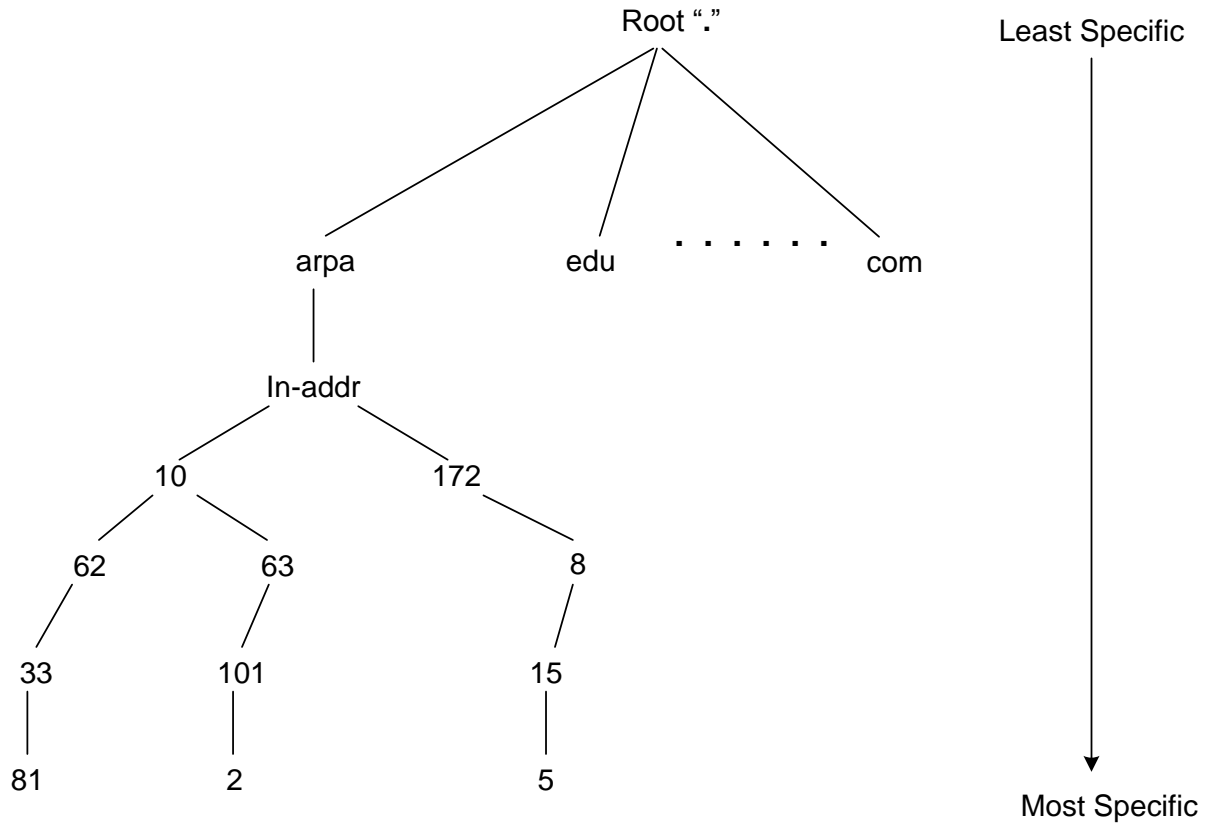 Root “.”
Least Specific
arpa
edu
. . . . . .
com
In-addr
10
172
62
63
8
33
101
15
81
2
5
Most Specific